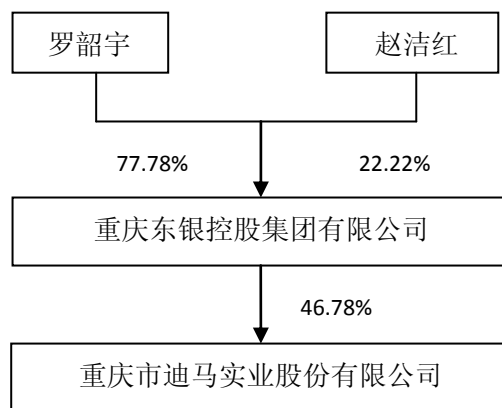 罗韶宇
赵洁红
77.78%
22.22%
重庆东银控股集团有限公司
46.78%
重庆市迪马实业股份有限公司